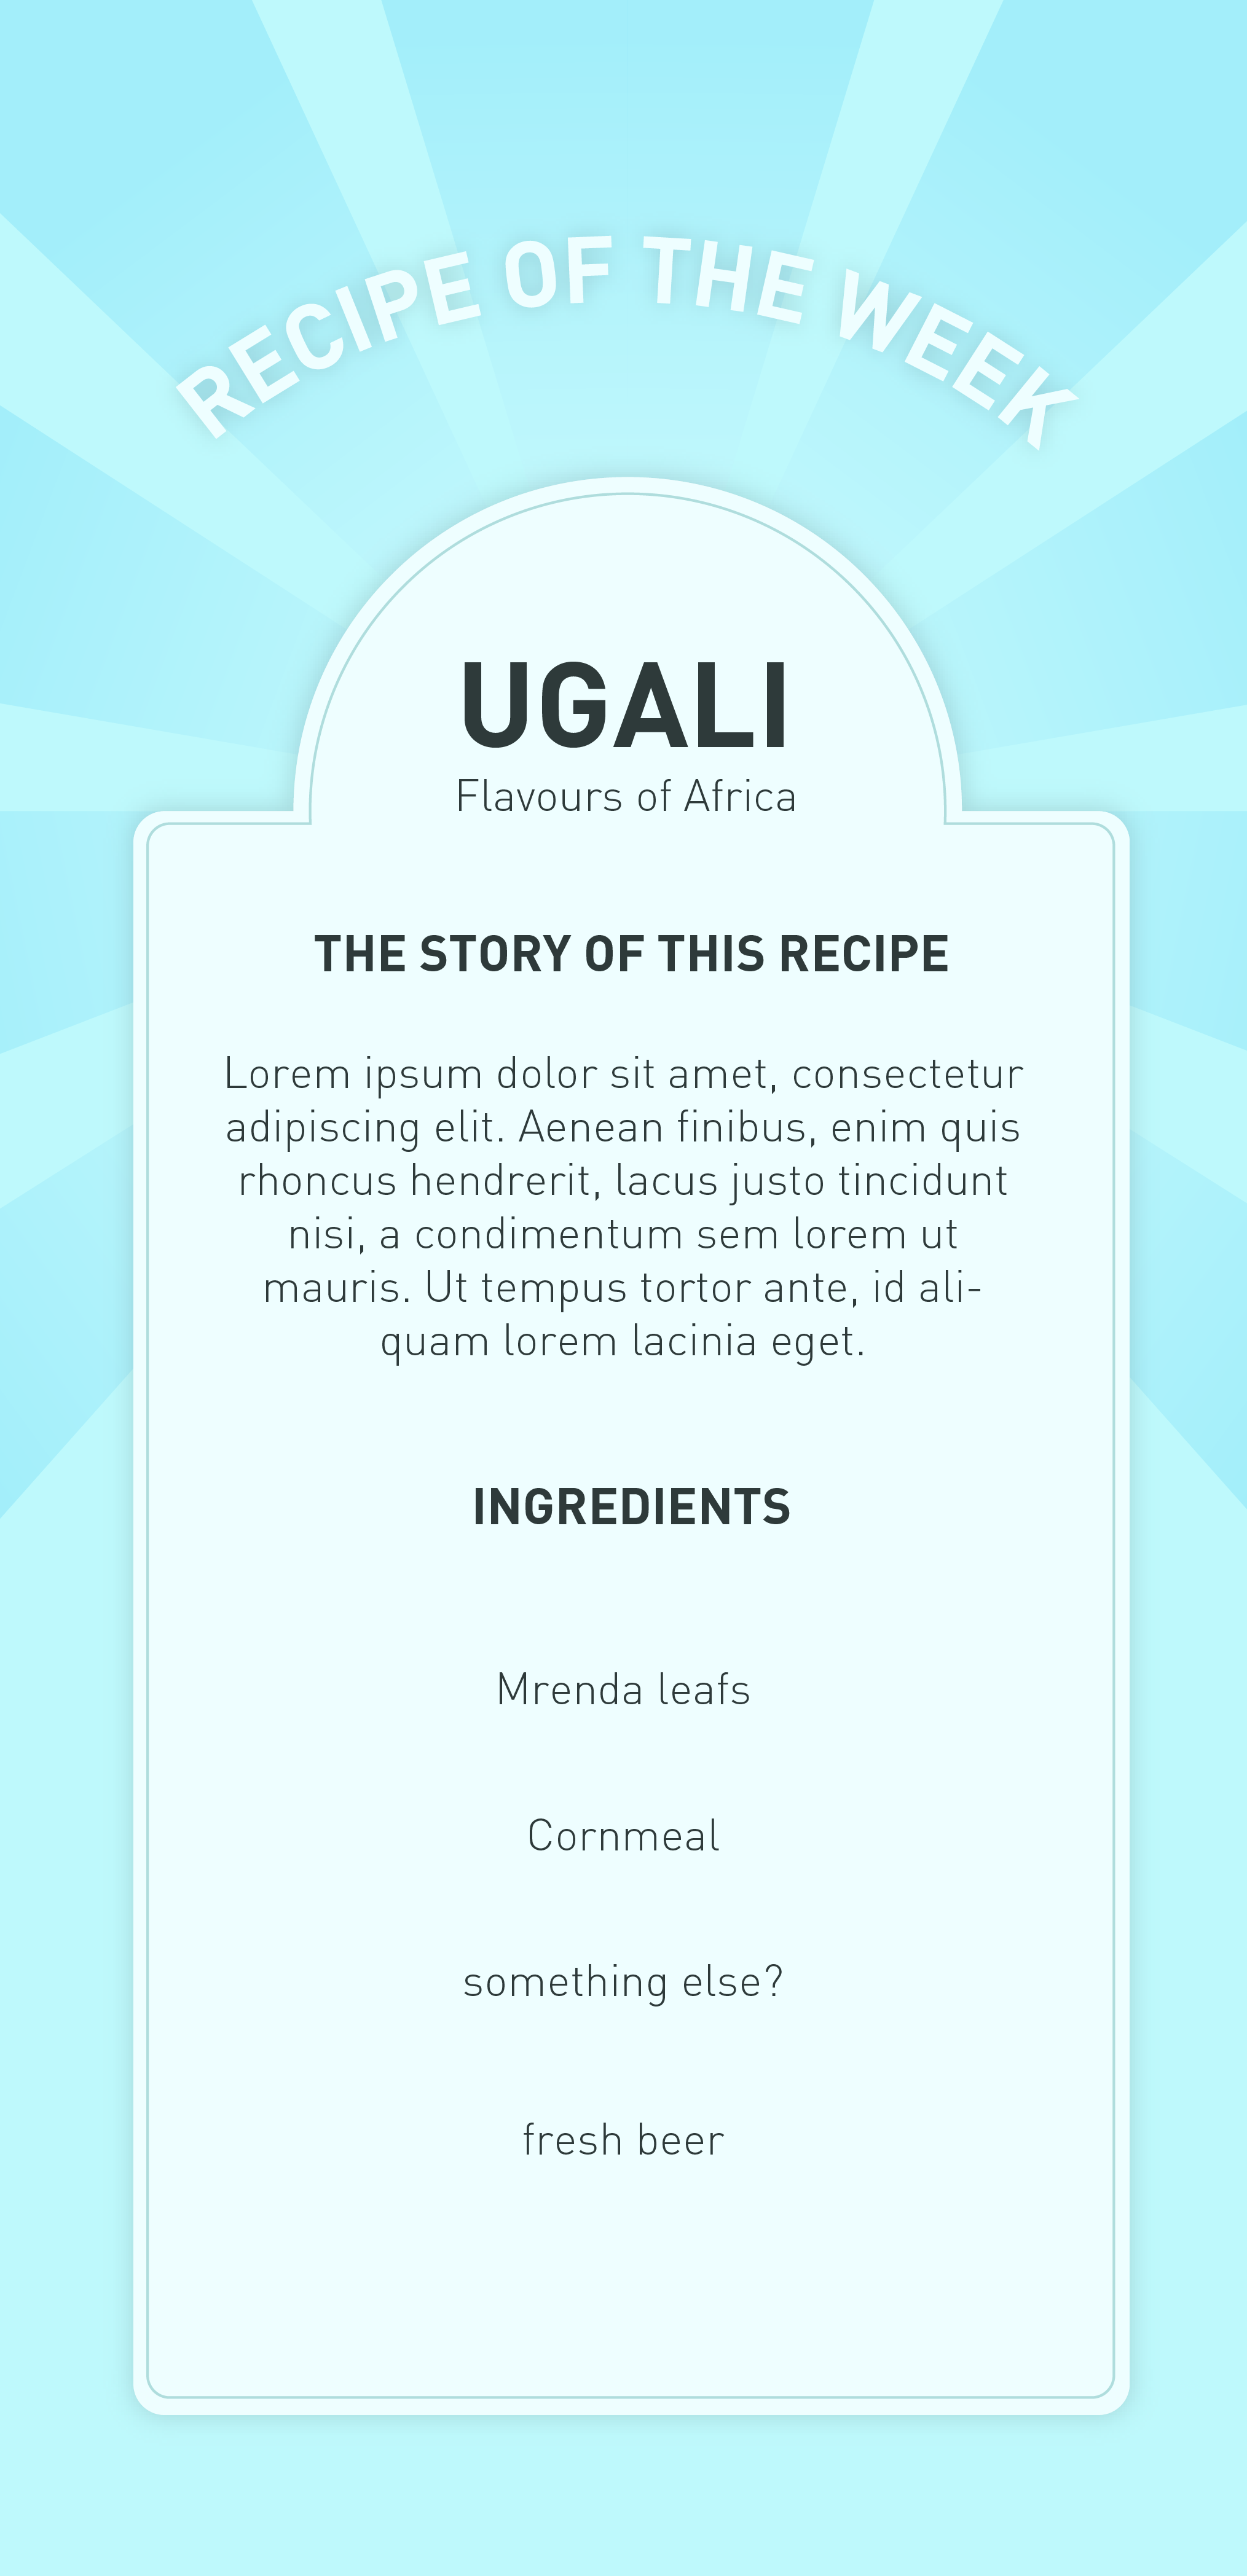 RECIPE OF THE WEEK
UGALI
Flavours of Africa
THE STORY OF THIS RECIPE
Lorem ipsum dolor sit amet, consectetur
adipiscing elit. Aenean finibus, enim quis
rhoncus hendrerit, lacus justo tincidunt
nisi, a condimentum sem lorem ut
mauris. Ut tempus tortor ante, id ali-
quam lorem lacinia eget.
INGREDIENTS
Mrenda leafs
Cornmeal
something else?
fresh beer